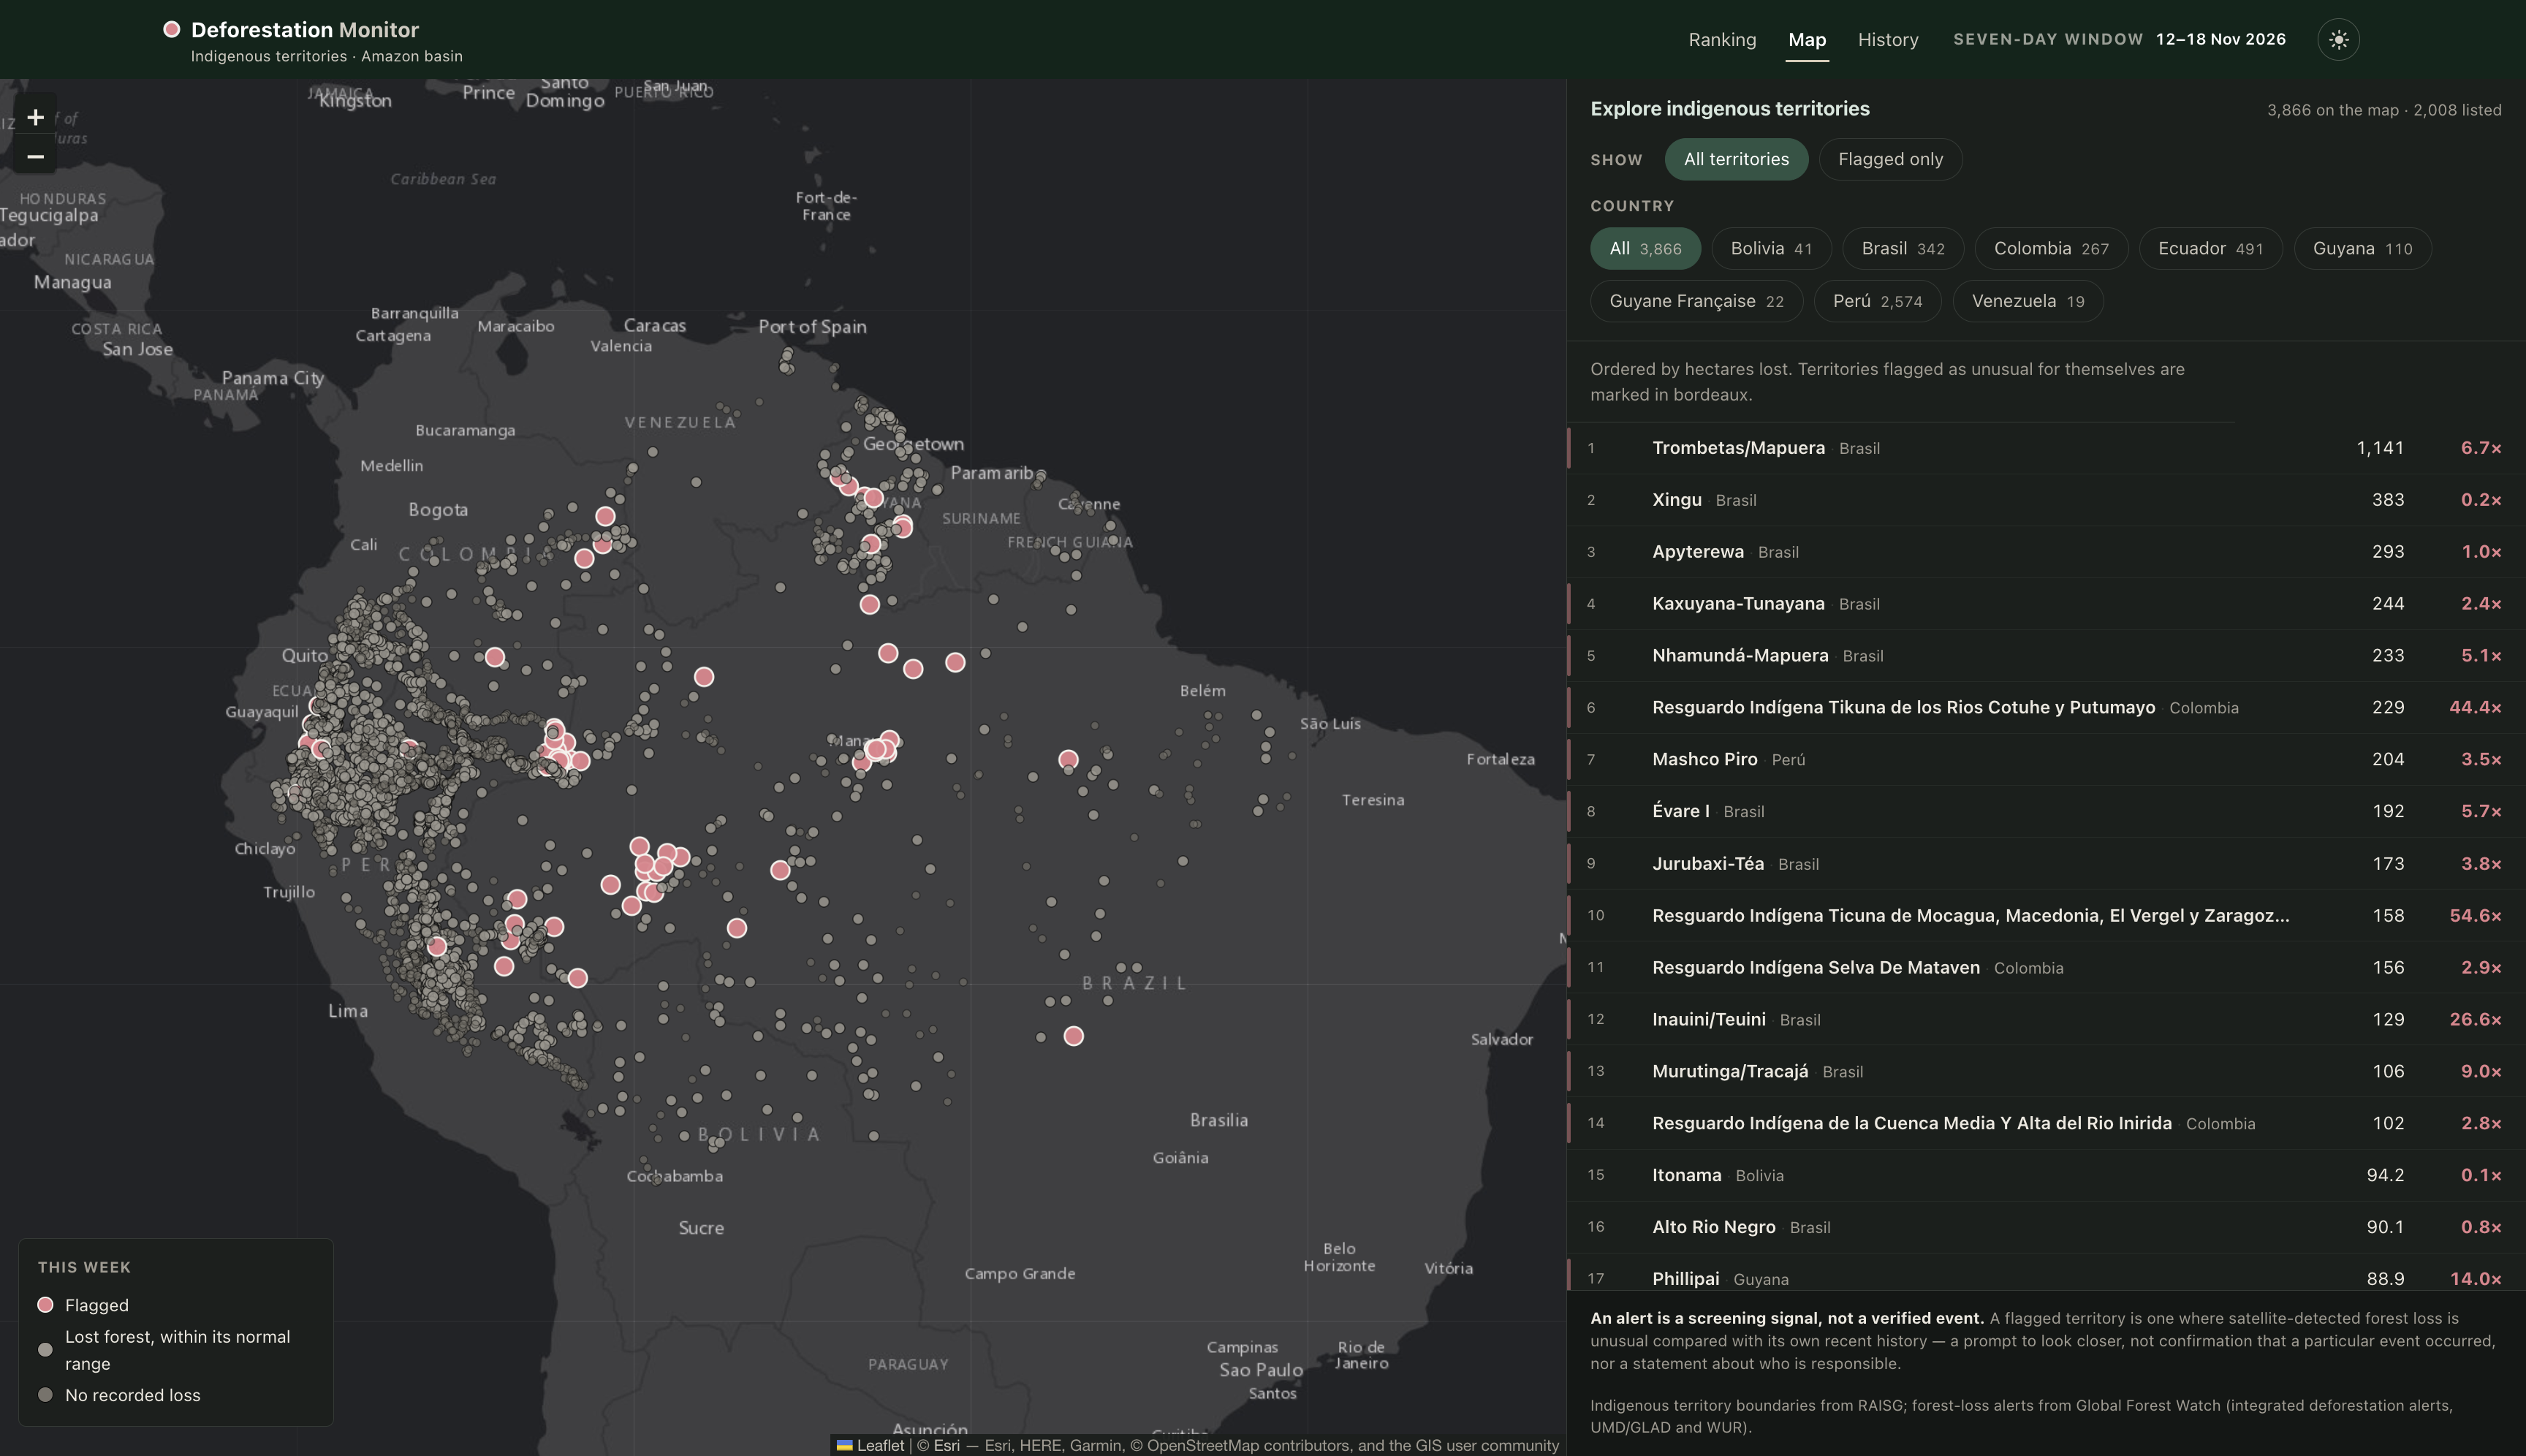 Deforestation Monitor
Indigenous territories · Amazon basin
Ranking
Map
History
SEVEN-DAY WINDOW 12–18 Nov 2026
+
−
JAMAICA
Kingston
Prince
Santo
Domingo
PUERTO RICO
San Juan
Caribbean Sea
Fort-de-
France
HONDURAS
Tegucigalpa
ador
NICARAGUA
Managua
COSTA RICA
San Jose
Panama City
PANAMÁ
Barranquilla
Cartagena
Maracaibo
Caracas
Valencia
Port of Spain
VENEZUELA
Bucaramanga
Medellin
Bogota
Cali
COLOMBIA
Georgetown
Paramarib
YANA
SURINAME
Cayenne
FRENCH GUIANA
Quito
ECUA
Guayaquil
Manau
Belém
São Luís
Fortaleza
Teresina
Chiclayo
PER
Trujillo
Lima
BRAZIL
Salvador
Brasilia
Goiânia
BOLIVIA
Cochabamba
Sucre
Campo Grande
Belo
Horizonte
Vitória
PARAGUAY
Campinas
Sao Paulo
Santos
Rio de
Janeiro
Asunción
Curitiba
THIS WEEK
Flagged
Lost forest, within its normal
range
No recorded loss
Leaflet | © Esri — Esri, HERE, Garmin, © OpenStreetMap contributors, and the GIS user community
Explore indigenous territories
3,866 on the map · 2,008 listed
SHOW All territories Flagged only
COUNTRY
All 3,866 Bolivia 41 Brasil 342 Colombia 267 Ecuador 491 Guyana 110
Guyane Française 22 Perú 2,574 Venezuela 19
Ordered by hectares lost. Territories flagged as unusual for themselves are
marked in bordeaux.
1 Trombetas/Mapuera · Brasil 1,141 6.7×
2 Xingu · Brasil 383 0.2×
3 Apyterewa · Brasil 293 1.0×
4 Kaxuyana-Tunayana · Brasil 244 2.4×
5 Nhamundá-Mapuera · Brasil 233 5.1×
6 Resguardo Indígena Tikuna de los Rios Cotuhe y Putumayo · Colombia 229 44.4×
7 Mashco Piro · Perú 204 3.5×
8 Évare I · Brasil 192 5.7×
9 Jurubaxi-Téa · Brasil 173 3.8×
10 Resguardo Indígena Ticuna de Mocagua, Macedonia, El Vergel y Zaragoz... 158 54.6×
11 Resguardo Indígena Selva De Mataven · Colombia 156 2.9×
12 Inauini/Teuini · Brasil 129 26.6×
13 Murutinga/Tracajá · Brasil 106 9.0×
14 Resguardo Indígena de la Cuenca Media Y Alta del Rio Inirida · Colombia 102 2.8×
15 Itonama · Bolivia 94.2 0.1×
16 Alto Rio Negro · Brasil 90.1 0.8×
17 Phillipai · Guyana 88.9 14.0×
An alert is a screening signal, not a verified event. A flagged territory is one where satellite-detected forest loss is
unusual compared with its own recent history — a prompt to look closer, not confirmation that a particular event occurred,
nor a statement about who is responsible.
Indigenous territory boundaries from RAISG; forest-loss alerts from Global Forest Watch (integrated deforestation alerts,
UMD/GLAD and WUR).